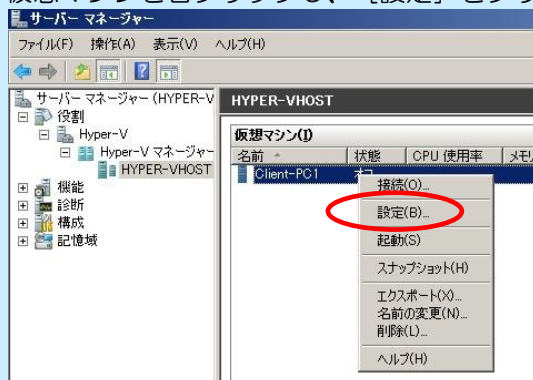 サーバー マネージャー
ファイル(F) 操作(A) 表示(V) ヘルプ(H)
サーバー マネージャー (HYPER-V
役割
Hyper-V
Hyper-V マネージャー
HYPER-VHOST
機能
診断
構成
記憶域
HYPER-VHOST
仮想マシン(I)
名前 状態 CPU 使用率 メモリ
Client-PC1
接続(O)...
設定(B)...
起動(S)
スナップショット(H)
エクスポート(X)...
名前の変更(N)...
削除(L)...
ヘルプ(H)